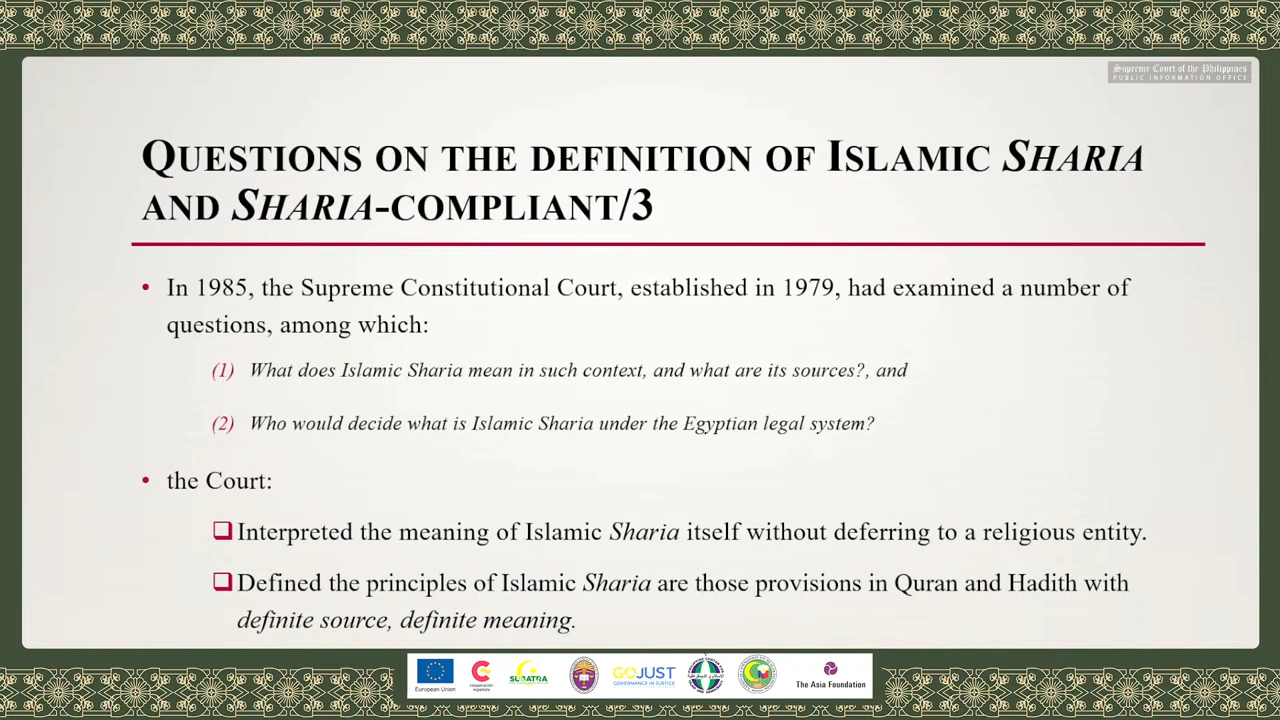 Supreme Court of the Philippines
PUBLIC INFORMATION OFFICE
QUESTIONS ON THE DEFINITION OF ISLAMIC SHARIA
AND SHARIA-COMPLIANT/3
• In 1985, the Supreme Constitutional Court, established in 1979, had examined a number of
questions, among which:
(1) What does Islamic Sharia mean in such context, and what are its sources?, and
(2) Who would decide what is Islamic Sharia under the Egyptian legal system?
• the Court:
❑Interpreted the meaning of Islamic Sharia itself without deferring to a religious entity.
❑Defined the principles of Islamic Sharia are those provisions in Quran and Hadith with
definite source, definite meaning.
European Union
cooperación
española
SUBATRA
GOJUST
GOVERNANCE IN JUSTICE
The Asia Foundation